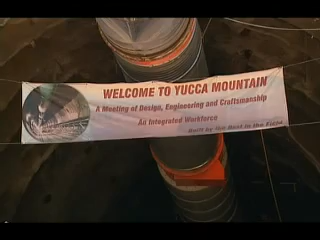 WELCOME TO YUCCA MOUNTAIN
A Meeting of Design, Engineering and Craftsmanship
An Integrated Workforce
Built by the Best in the Field